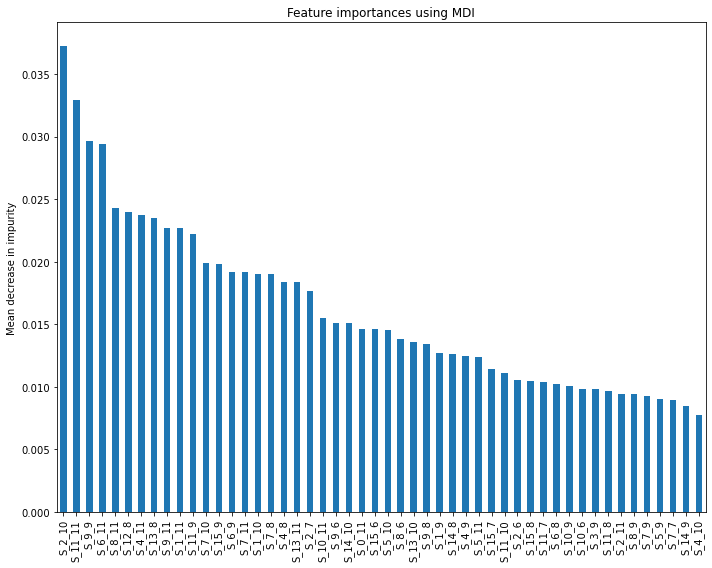 Feature importances using MDI
Mean decrease in impurity
0.035
0.030
0.025
0.020
0.015
0.010
0.005
0.000
S_2_10
S_11_11
S_9_9
S_6_11
S_8_11
S_12_8
S_4_11
S_13_8
S_9_11
S_1_11
S_11_9
S_7_10
S_15_9
S_6_9
S_7_11
S_1_10
S_7_8
S_4_8
S_13_11
S_2_7
S_10_11
S_9_6
S_14_10
S_0_11
S_15_6
S_5_10
S_8_6
S_13_10
S_9_8
S_1_9
S_14_8
S_4_9
S_5_11
S_15_7
S_11_10
S_2_6
S_15_8
S_11_7
S_6_8
S_10_9
S_10_6
S_3_9
S_11_8
S_2_11
S_8_9
S_7_9
S_5_9
S_7_7
S_14_9
S_4_10